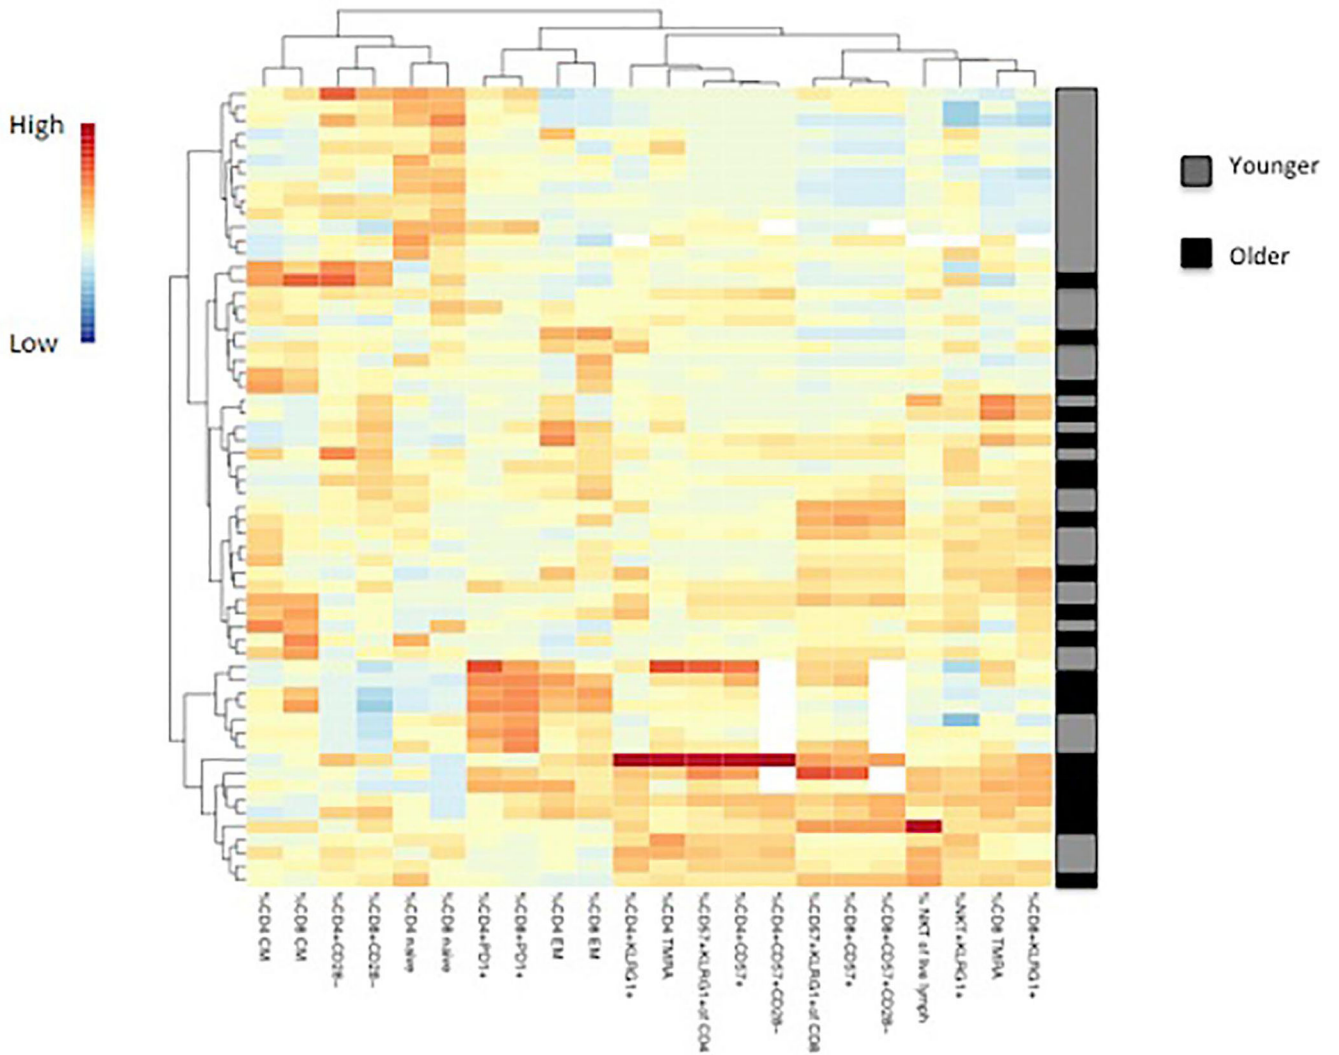 High
Low
Younger
Older
%CD4 CM
%CD8 CM
%CD4+CD28-
%CD8+CD28-
%CD4 naive
%CD8 naive
%CD4+PD1+
%CD8+PD1+
%CD4 EM
%CD8 EM
%CD4+KLRG1+
%CD4 TMRA
%CD57+KLRG1+of CD4
%CD4+CD57+
%CD4+CD57+CD28-
%CD57+KLRG1+of CD8
%CD8+CD57+
%CD8+CD57+CD28-
% NKT of live lymph
%NKT+KLRG1+
%CD8 TMRA
%CD8+KLRG1+